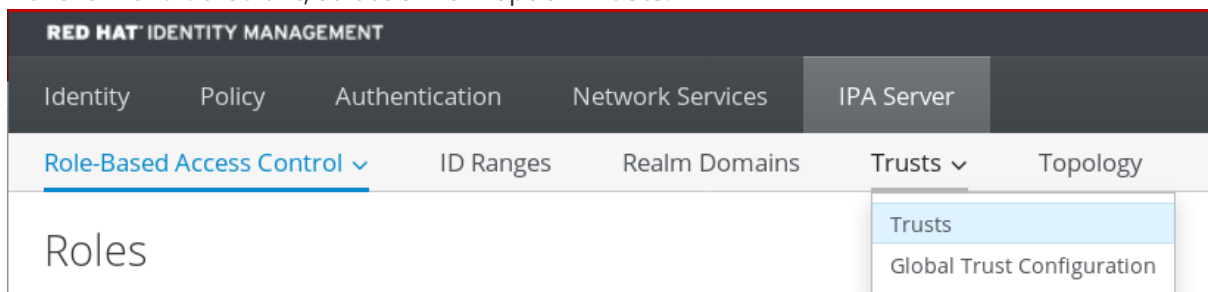 RED HAT® IDENTITY MANAGEMENT
Identity Policy Authentication Network Services IPA Server
Role-Based Access Control ID Ranges Realm Domains Trusts Topology
Roles
Trusts
Global Trust Configuration